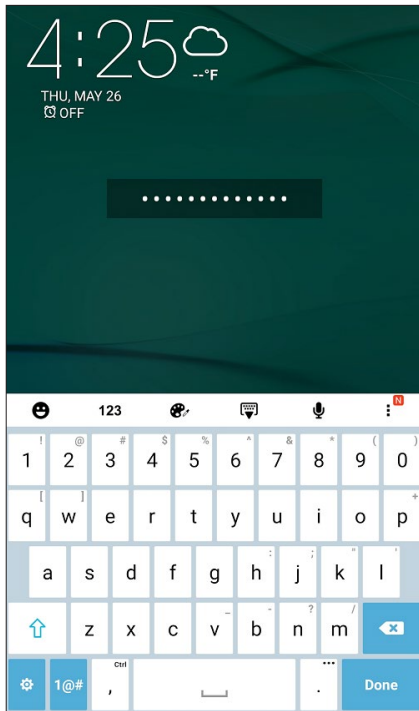 4:25
--°F
THU, MAY 26
OFF
•••••••••••••
123
N
! @ # $ % ^ & * ( )
1 2 3 4 5 6 7 8 9 0
[ ] +
q w e r t y u i o p
: ; " '
a s d f g h j k l
_ - ? /
z x c v b n m
Ctrl •••
1@# , . Done